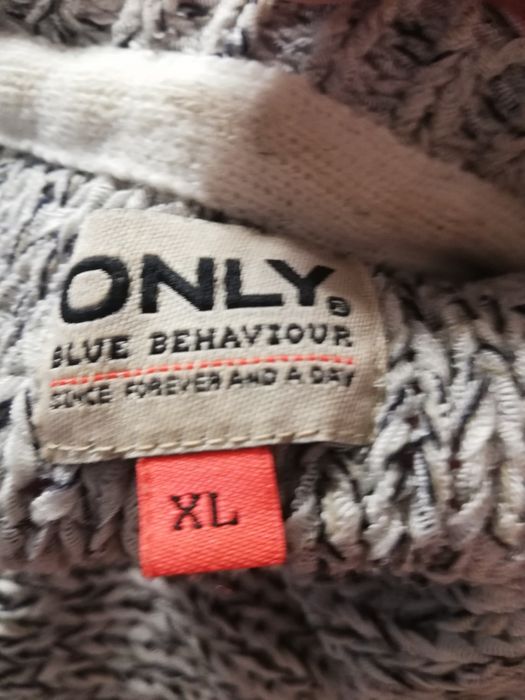 ONLY
BLUE BEHAVIOUR
SINCE FOREVER AND A DAY
XL